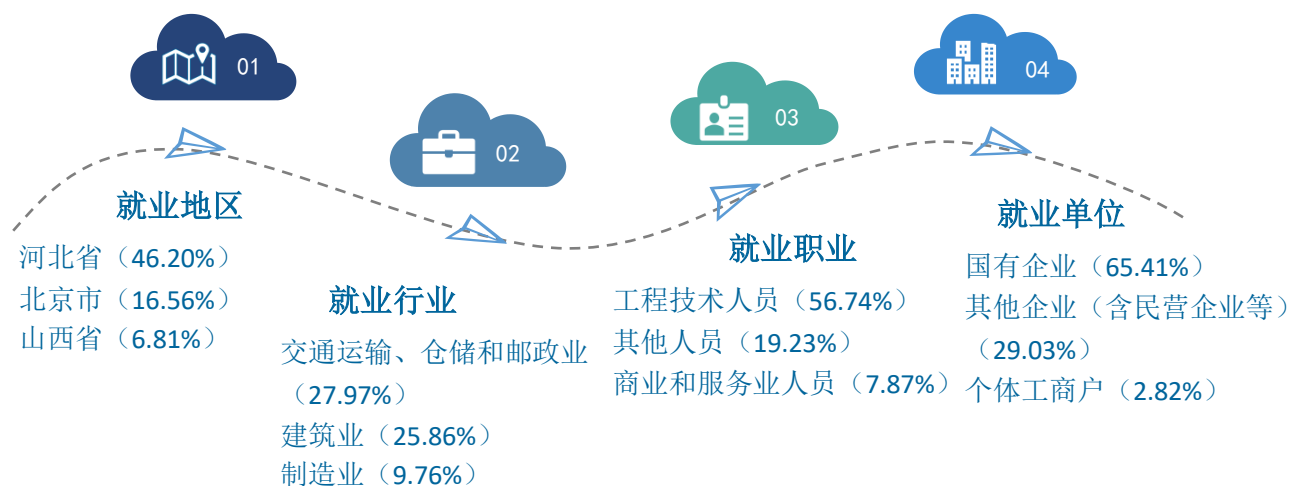 01
就业地区
河北省（46.20%）
北京市（16.56%）
山西省（6.81%）
02
就业行业
交通运输、仓储和邮政业
（27.97%）
建筑业（25.86%）
制造业（9.76%）
03
就业职业
工程技术人员（56.74%）
其他人员（19.23%）
商业和服务业人员（7.87%）
04
就业单位
国有企业（65.41%）
其他企业（含民营企业等）
（29.03%）
个体工商户（2.82%）